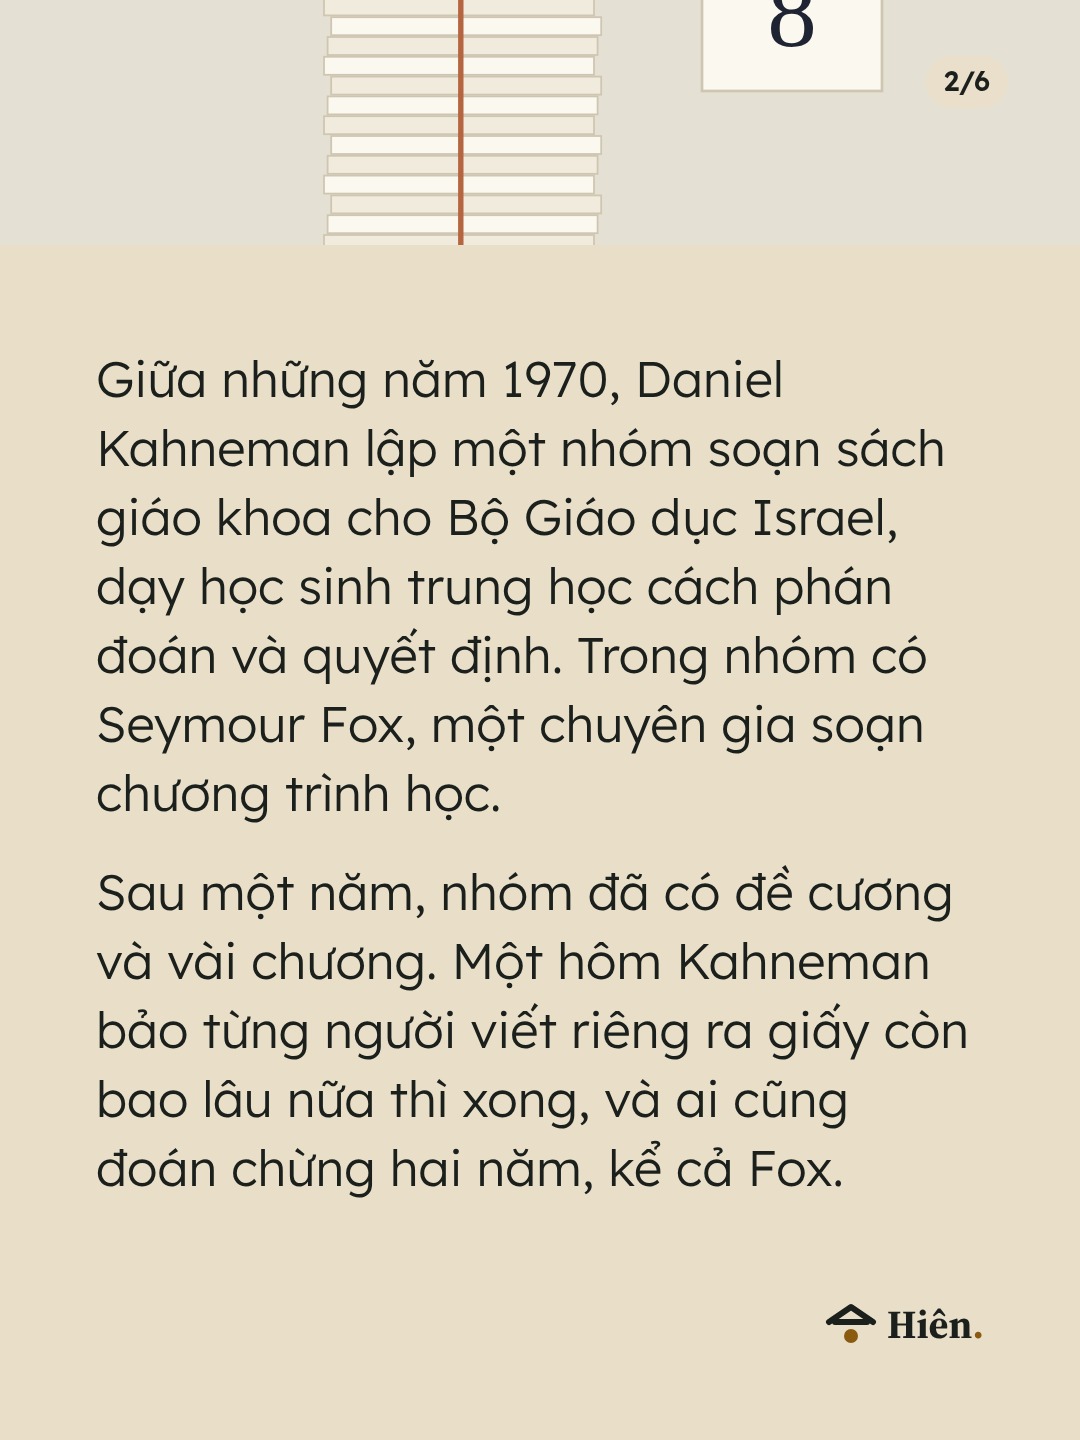 8
2/6
Giữa những năm 1970, Daniel
Kahneman lập một nhóm soạn sách
giáo khoa cho Bộ Giáo dục Israel,
dạy học sinh trung học cách phán
đoán và quyết định. Trong nhóm có
Seymour Fox, một chuyên gia soạn
chương trình học.
Sau một năm, nhóm đã có đề cương
và vài chương. Một hôm Kahneman
bảo từng người viết riêng ra giấy còn
bao lâu nữa thì xong, và ai cũng
đoán chừng hai năm, kể cả Fox.
Hiên.